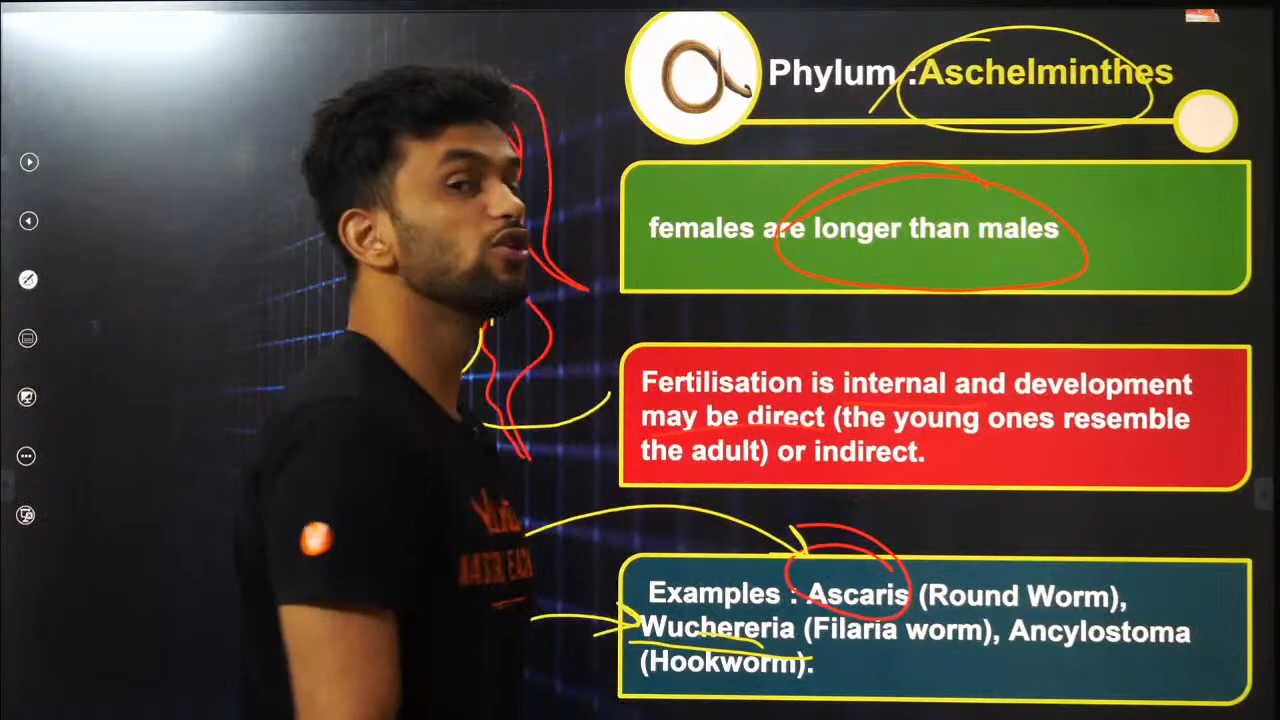 Phylum :Aschelminthes
females are longer than males
Fertilisation is internal and development
may be direct (the young ones resemble
the adult) or indirect.
Examples : Ascaris (Round Worm),
Wuchereria (Filaria worm), Ancylostoma
(Hookworm).